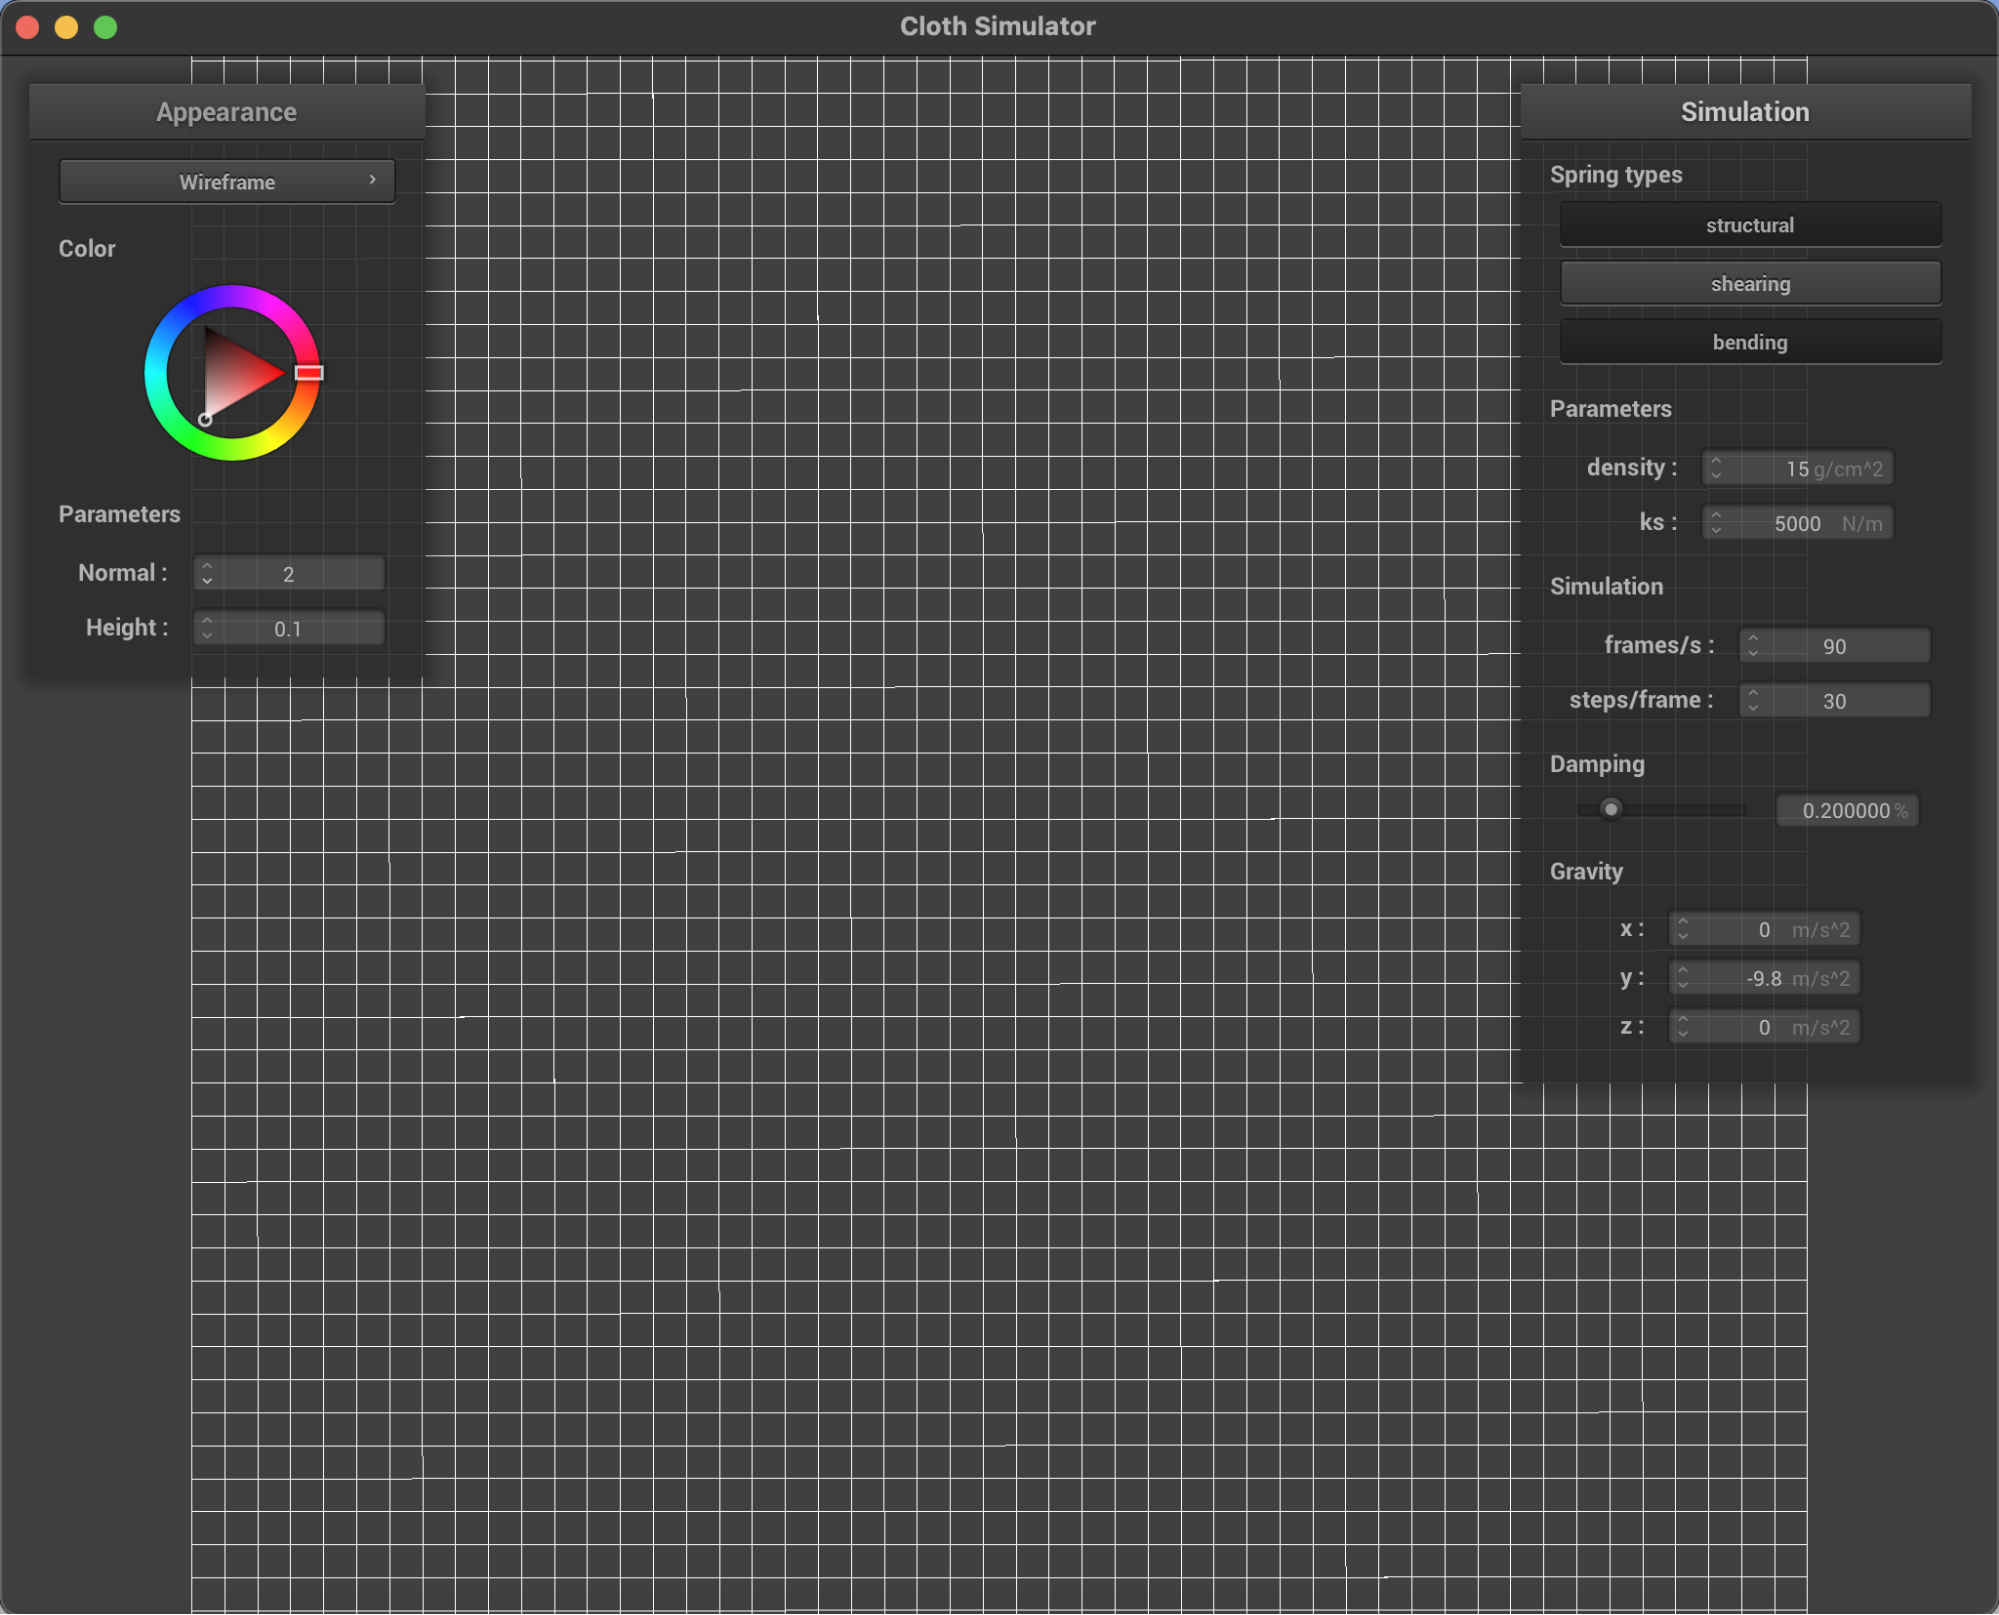 Cloth Simulator
Appearance
Wireframe
Color
Parameters
Normal : 2
Height : 0.1
Simulation
Spring types
structural
shearing
bending
Parameters
density : 15 g/cm^2
ks : 5000 N/m
Simulation
frames/s : 90
steps/frame : 30
Damping
0.200000 %
Gravity
x : 0 m/s^2
y : -9.8 m/s^2
z : 0 m/s^2